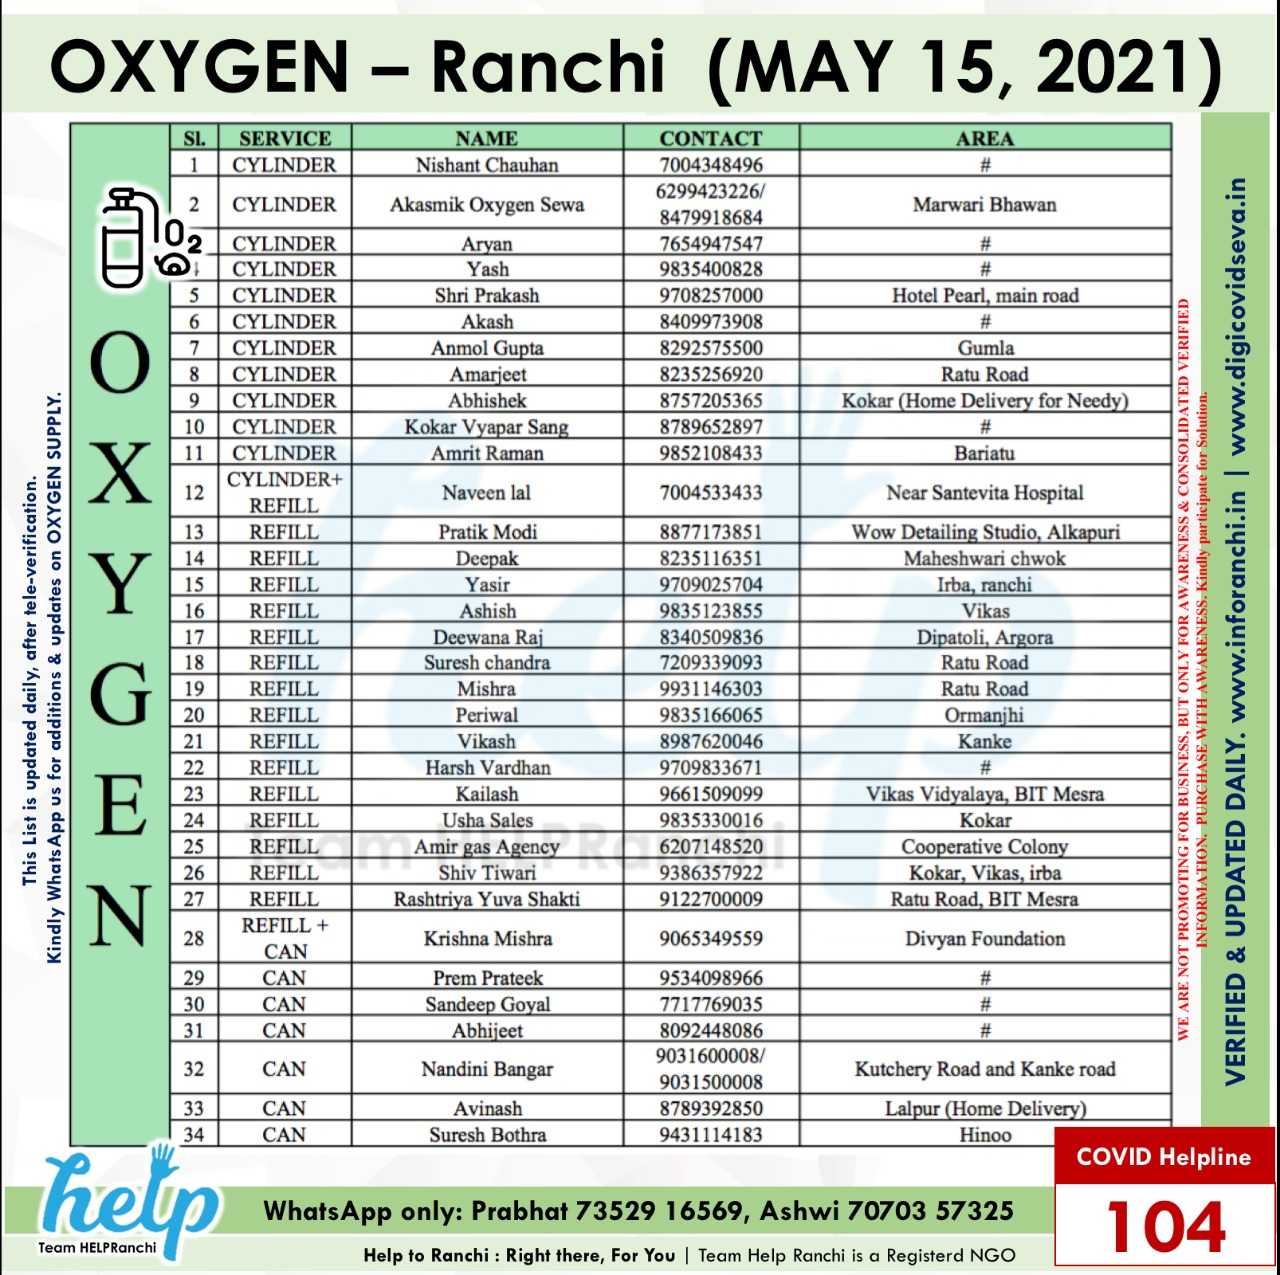 OXYGEN – Ranchi (MAY 15, 2021)
Sl. SERVICE NAME CONTACT AREA
1 CYLINDER Nishant Chauhan 7004348496 #
2 CYLINDER Akasmik Oxygen Sewa 6299423226/ 8479918684 Marwari Bhawan
CYLINDER Aryan 7654947547 #
4 CYLINDER Yash 9835400828 #
5 CYLINDER Shri Prakash 9708257000 Hotel Pearl, main road
6 CYLINDER Akash 8409973908 #
7 CYLINDER Anmol Gupta 8292575500 Gumla
8 CYLINDER Amarjeet 8235256920 Ratu Road
9 CYLINDER Abhishek 8757205365 Kokar (Home Delivery for Needy)
10 CYLINDER Kokar Vyapar Sang 8789652897 #
11 CYLINDER Amrit Raman 9852108433 Bariatu
12 CYLINDER+ REFILL Naveen lal 7004533433 Near Santevita Hospital
13 REFILL Pratik Modi 8877173851 Wow Detailing Studio, Alkapuri
14 REFILL Deepak 8235116351 Maheshwari chwok
15 REFILL Yasir 9709025704 Irba, ranchi
16 REFILL Ashish 9835123855 Vikas
17 REFILL Deewana Raj 8340509836 Dipatoli, Argora
18 REFILL Suresh chandra 7209339093 Ratu Road
19 REFILL Mishra 9931146303 Ratu Road
20 REFILL Periwal 9835166065 Ormanjhi
21 REFILL Vikash 8987620046 Kanke
22 REFILL Harsh Vardhan 9709833671 #
23 REFILL Kailash 9661509099 Vikas Vidyalaya, BIT Mesra
24 REFILL Usha Sales 9835330016 Kokar
25 REFILL Amir gas Agency 6207148520 Cooperative Colony
26 REFILL Shiv Tiwari 9386357922 Kokar, Vikas, irba
27 REFILL Rashtriya Yuva Shakti 9122700009 Ratu Road, BIT Mesra
28 REFILL + CAN Krishna Mishra 9065349559 Divyan Foundation
29 CAN Prem Prateek 9534098966 #
30 CAN Sandeep Goyal 7717769035 #
31 CAN Abhijeet 8092448086 #
32 CAN Nandini Bangar 9031600008/ 9031500008 Kutchery Road and Kanke road
33 CAN Avinash 8789392850 Lalpur (Home Delivery)
34 CAN Suresh Bothra 9431114183 Hinoo
O2
OXYGEN
This List is updated daily, after tele-verification.
Kindly WhatsApp us for additions & updates on OXYGEN SUPPLY.
WE ARE NOT PROMOTING FOR BUSINESS, BUT ONLY FOR AWARENESS & CONSOLIDATED VERIFIED
INFORMATION. PURCHASE WITH AWARENESS. Kindly participate for Solution.
VERIFIED & UPDATED DAILY. www.inforanchi.in | www.digicovidseva.in
help
Team HELPRanchi
help
Team HELPRanchi
WhatsApp only: Prabhat 73529 16569, Ashwi 70703 57325
Help to Ranchi : Right there, For You | Team Help Ranchi is a Registerd NGO
COVID Helpline
104